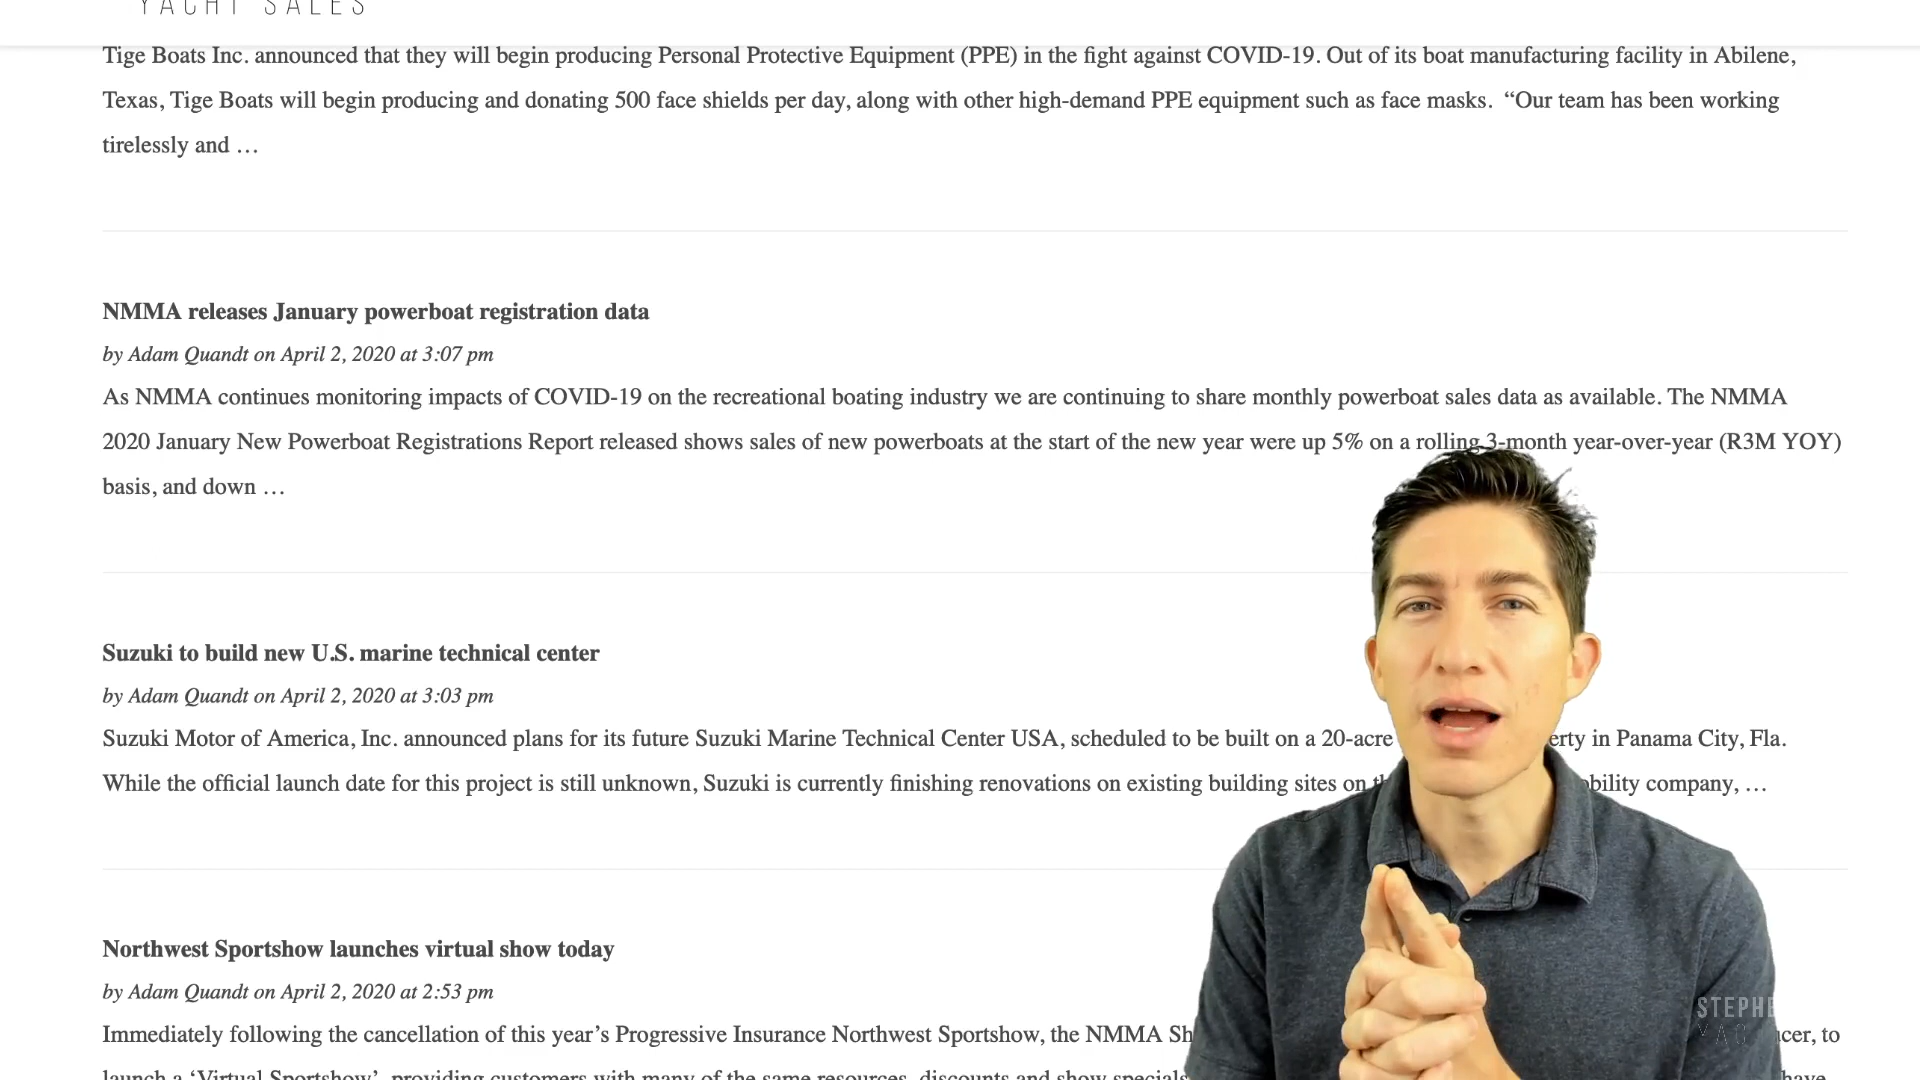 YACHT SALES
Tige Boats Inc. announced that they will begin producing Personal Protective Equipment (PPE) in the fight against COVID-19. Out of its boat manufacturing facility in Abilene,
Texas, Tige Boats will begin producing and donating 500 face shields per day, along with other high-demand PPE equipment such as face masks. “Our team has been working
tirelessly and …
NMMA releases January powerboat registration data
by Adam Quandt on April 2, 2020 at 3:07 pm
As NMMA continues monitoring impacts of COVID-19 on the recreational boating industry we are continuing to share monthly powerboat sales data as available. The NMMA
2020 January New Powerboat Registrations Report released shows sales of new powerboats at the start of the new year were up 5% on a rolling 3-month year-over-year (R3M YOY)
basis, and down …
Suzuki to build new U.S. marine technical center
by Adam Quandt on April 2, 2020 at 3:03 pm
Suzuki Motor of America, Inc. announced plans for its future Suzuki Marine Technical Center USA, scheduled to be built on a 20-acre erty in Panama City, Fla.
While the official launch date for this project is still unknown, Suzuki is currently finishing renovations on existing building sites on bility company, …
Northwest Sportshow launches virtual show today
by Adam Quandt on April 2, 2020 at 2:53 pm
Immediately following the cancellation of this year’s Progressive Insurance Northwest Sportshow, the NMMA Sh cer, to
launch a ‘Virtual Sportshow’, providing customers with many of the same resources, discounts and show specials have
STEPHE
YAC